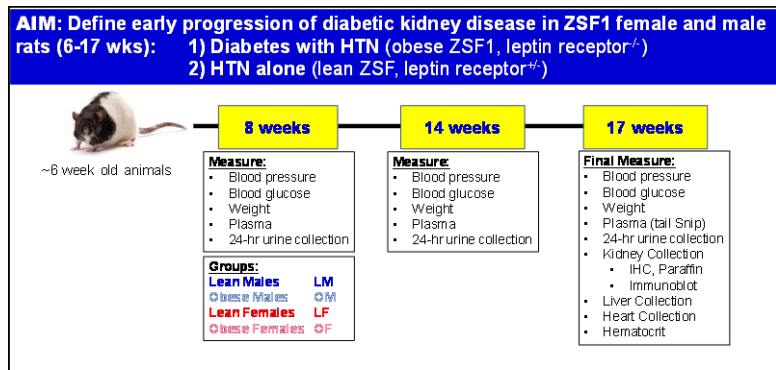 AIM: Define early progression of diabetic kidney disease in ZSF1 female and male
rats (6-17 wks): 1) Diabetes with HTN (obese ZSF1, leptin receptor-/-)
2) HTN alone (lean ZSF, leptin receptor+/-)
~6 week old animals
8 weeks
Measure:
▪ Blood pressure
▪ Blood glucose
▪ Weight
▪ Plasma
▪ 24-hr urine collection
Groups:
Lean Males LM
Obese Males OM
Lean Females LF
Obese Females OF
14 weeks
Measure:
▪ Blood pressure
▪ Blood glucose
▪ Weight
▪ Plasma
▪ 24-hr urine collection
17 weeks
Final Measure:
▪ Blood pressure
▪ Blood glucose
▪ Weight
▪ Plasma (tail Snip)
▪ 24-hr urine collection
▪ Kidney Collection
▪ IHC, Paraffin
▪ Immunoblot
▪ Liver Collection
▪ Heart Collection
▪ Hematocrit